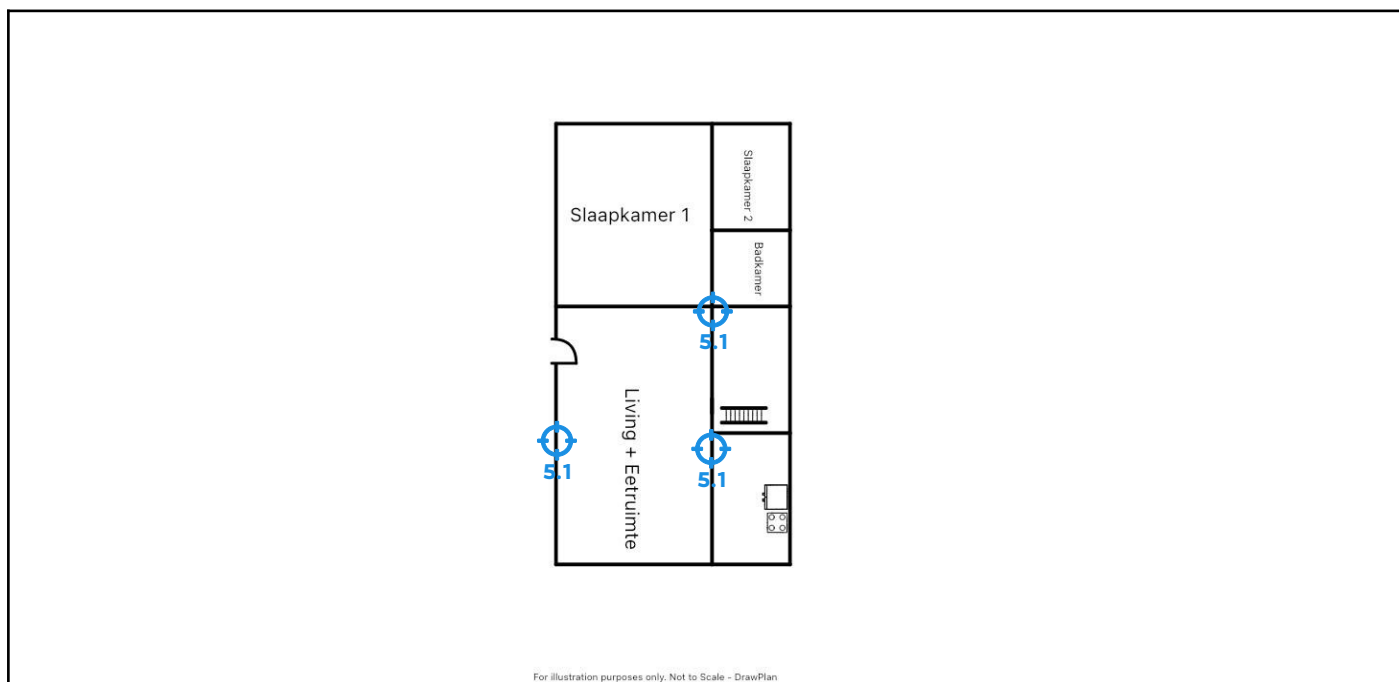 Slaapkamer 2
Slaapkamer 1
Badkamer
5.1
Living + Eetruimte
5.1
5.1
For illustration purposes only. Not to Scale - DrawPlan